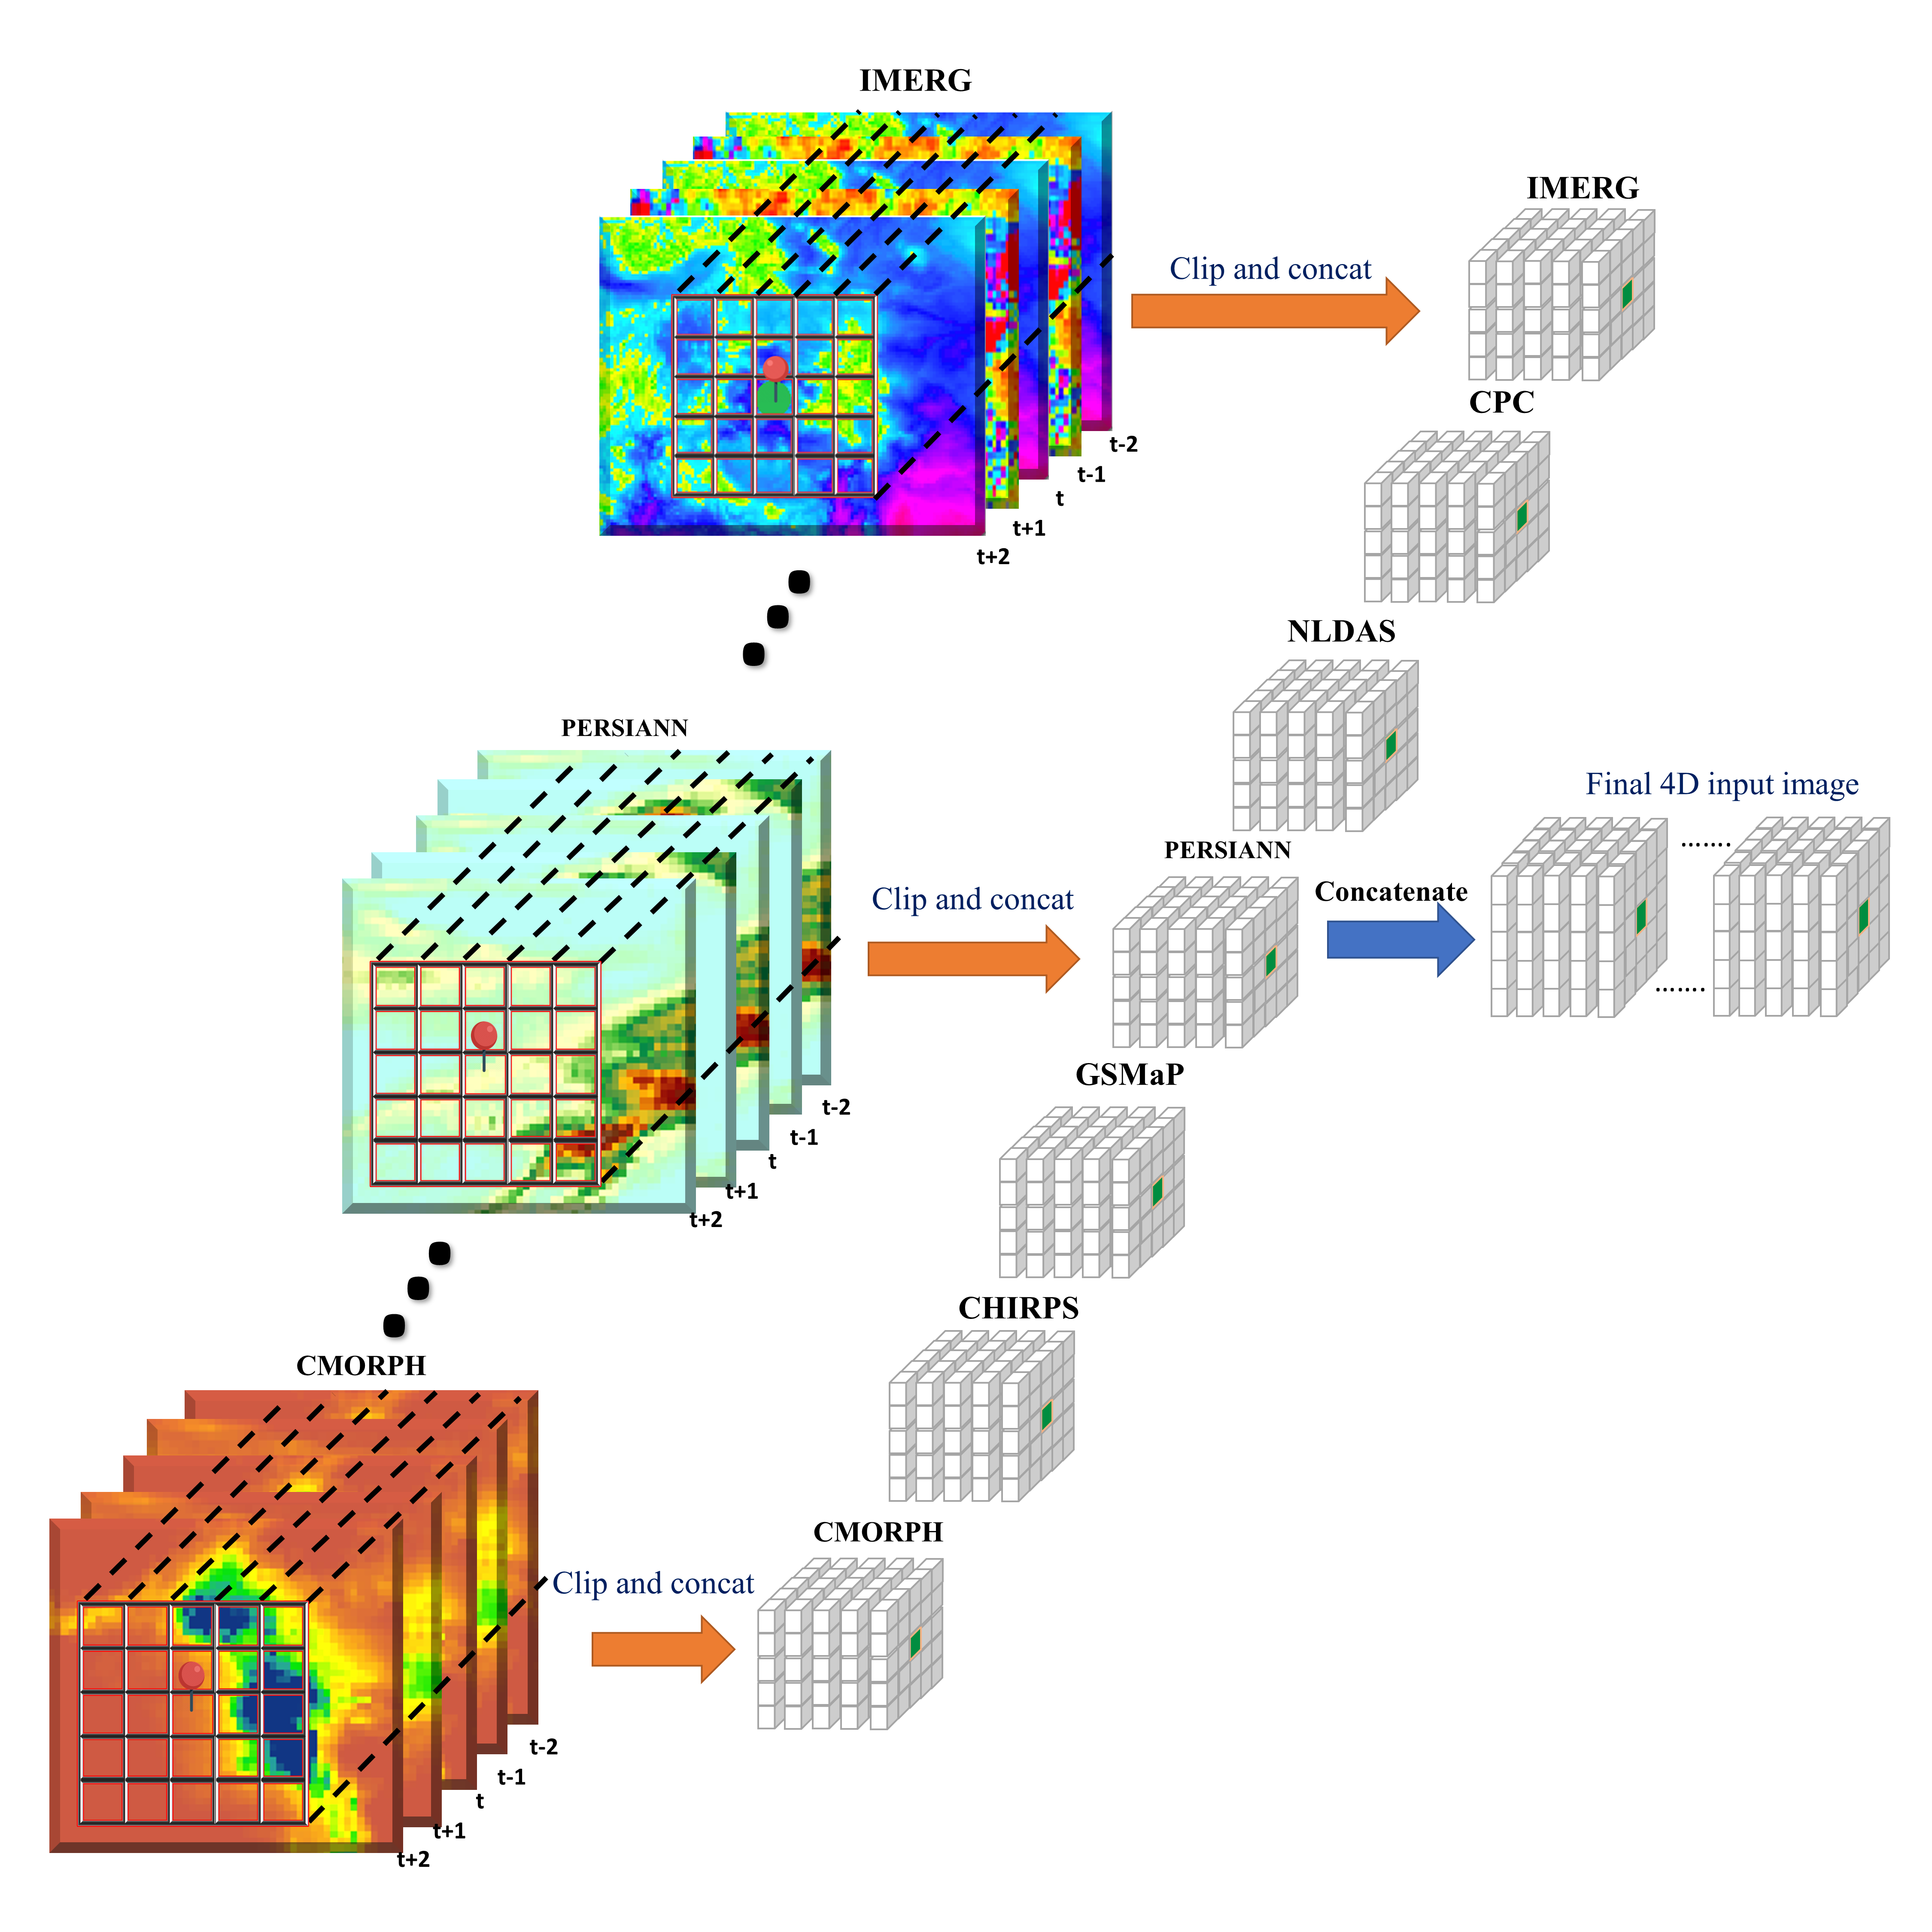 IMERG
IMERG
Clip and concat
CPC
t-2
t-1
t
t+1
t+2
NLDAS
PERSIANN
Final 4D input image
.......
PERSIANN
Concatenate
Clip and concat
.......
GSMaP
t-2
t-1
t
t+1
t+2
CHIRPS
CMORPH
CMORPH
Clip and concat
t-2
t-1
t
t+1
t+2